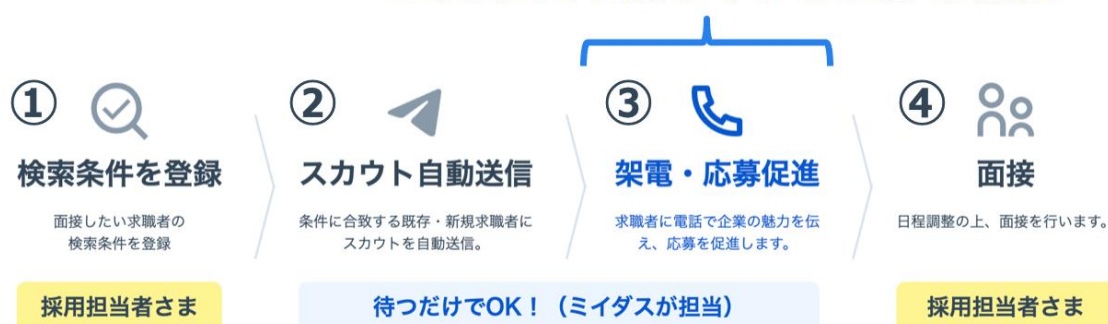 ①
検索条件を登録
面接したい求職者の
検索条件を登録
採用担当者さま
②
スカウト自動送信
条件に合致する既存・新規求職者に
スカウトを自動送信。
③
架電・応募促進
求職者に電話で企業の魅力を伝
え、応募を促進します。
待つだけでOK！（ミイダスが担当）
④
面接
日程調整の上、面接を行います。
採用担当者さま